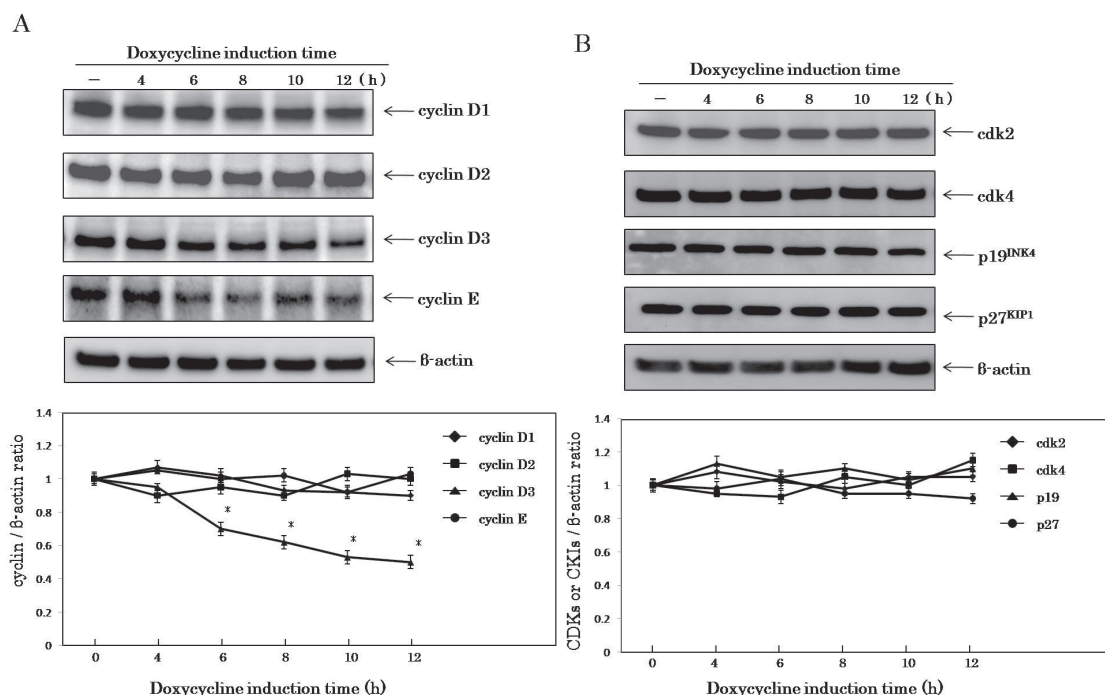 A
Doxycycline induction time
– 4 6 8 10 12 (h)
cyclin D1
cyclin D2
cyclin D3
cyclin E
β-actin
1.4
1.2
1
0.8
0.6
0.4
0.2
0
cyclin / β-actin ratio
cyclin D1
cyclin D2
cyclin D3
cyclin E
* * * *
0 4 6 8 10 12
Doxycycline induction time (h)
B
Doxycycline induction time
– 4 6 8 10 12 (h)
cdk2
cdk4
p19INK4
p27KIP1
β-actin
1.4
1.2
1
0.8
0.6
0.4
0.2
0
CDKs or CKIs / β-actin ratio
cdk2
cdk4
p19
p27
0 4 6 8 10 12
Doxycycline induction time (h)